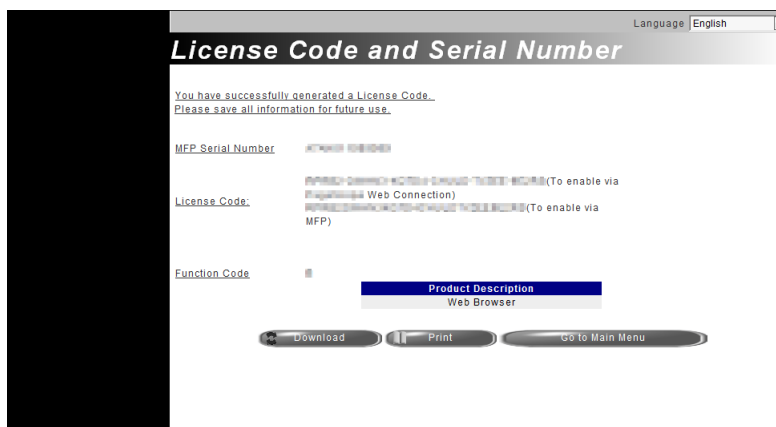 Language English
License Code and Serial Number
You have successfully generated a License Code.
Please save all information for future use.
MFP Serial Number
(To enable via
License Code: Web Connection)
(To enable via
MFP)
Function Code
Product Description
Web Browser
Download Print Go to Main Menu